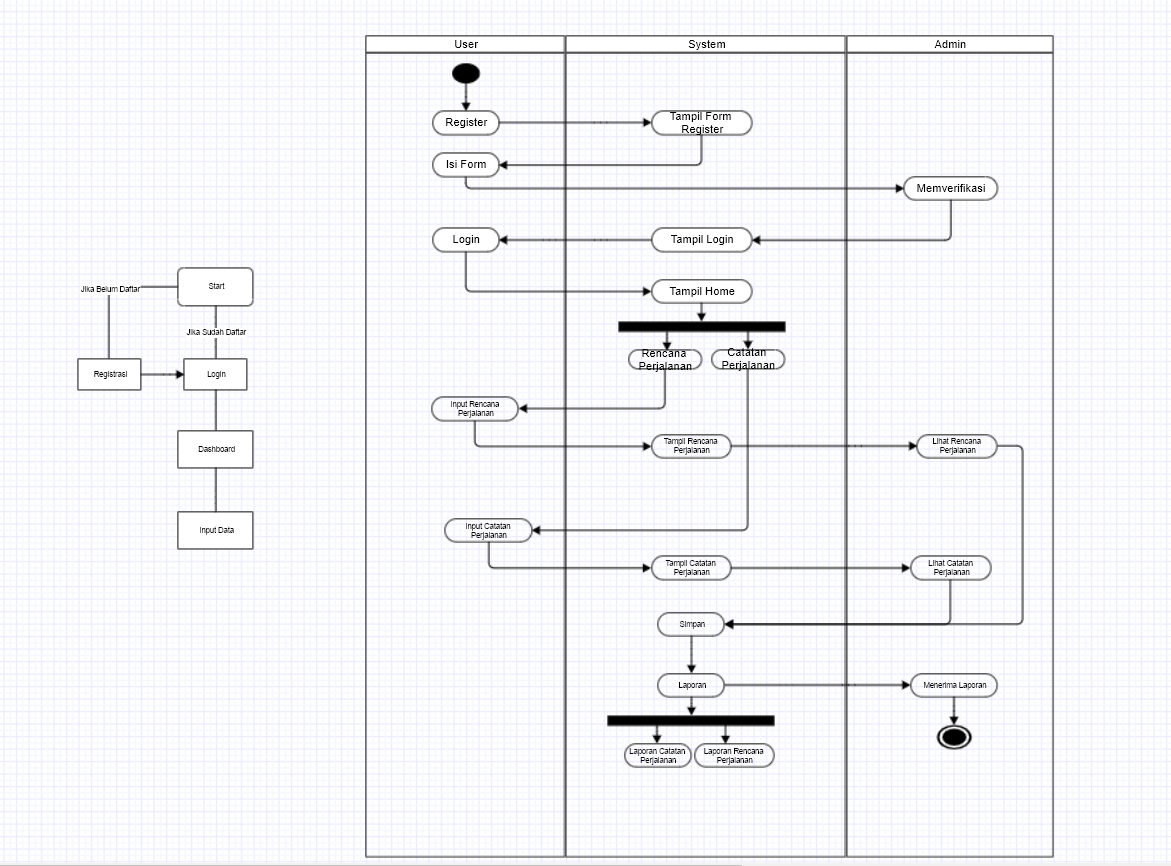 User
System
Admin
Register
Tampil Form
Register
Isi Form
Memverifikasi
Login
Tampil Login
Tampil Home
Rencana
Perjalanan
Catatan
Perjalanan
Input Rencana
Perjalanan
Tampil Rencana
Perjalanan
Lihat Rencana
Perjalanan
Input Catatan
Perjalanan
Tampil Catatan
Perjalanan
Lihat Catatan
Perjalanan
Simpan
Laporan
Menerima Laporan
Laporan Catatan
Perjalanan
Laporan Rencana
Perjalanan
Start
Jika Belum Daftar
Jika Sudah Daftar
Registrasi
Login
Dashboard
Input Data